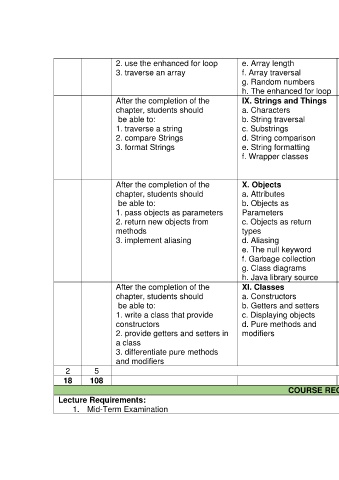 2. use the enhanced for loop
3. traverse an array
e. Array length
f. Array traversal
g. Random numbers
h. The enhanced for loop
After the completion of the
chapter, students should
be able to:
1. traverse a string
2. compare Strings
3. format Strings
IX. Strings and Things
a. Characters
b. String traversal
c. Substrings
d. String comparison
e. String formatting
f. Wrapper classes
After the completion of the
chapter, students should
be able to:
1. pass objects as parameters
2. return new objects from
methods
3. implement aliasing
X. Objects
a. Attributes
b. Objects as
Parameters
c. Objects as return
types
d. Aliasing
e. The null keyword
f. Garbage collection
g. Class diagrams
h. Java library source
After the completion of the
chapter, students should
be able to:
1. write a class that provide
constructors
2. provide getters and setters in
a class
3. differentiate pure methods
and modifiers
XI. Classes
a. Constructors
b. Getters and setters
c. Displaying objects
d. Pure methods and
modifiers
2 5
18 108
COURSE REC
Lecture Requirements:
1. Mid-Term Examination